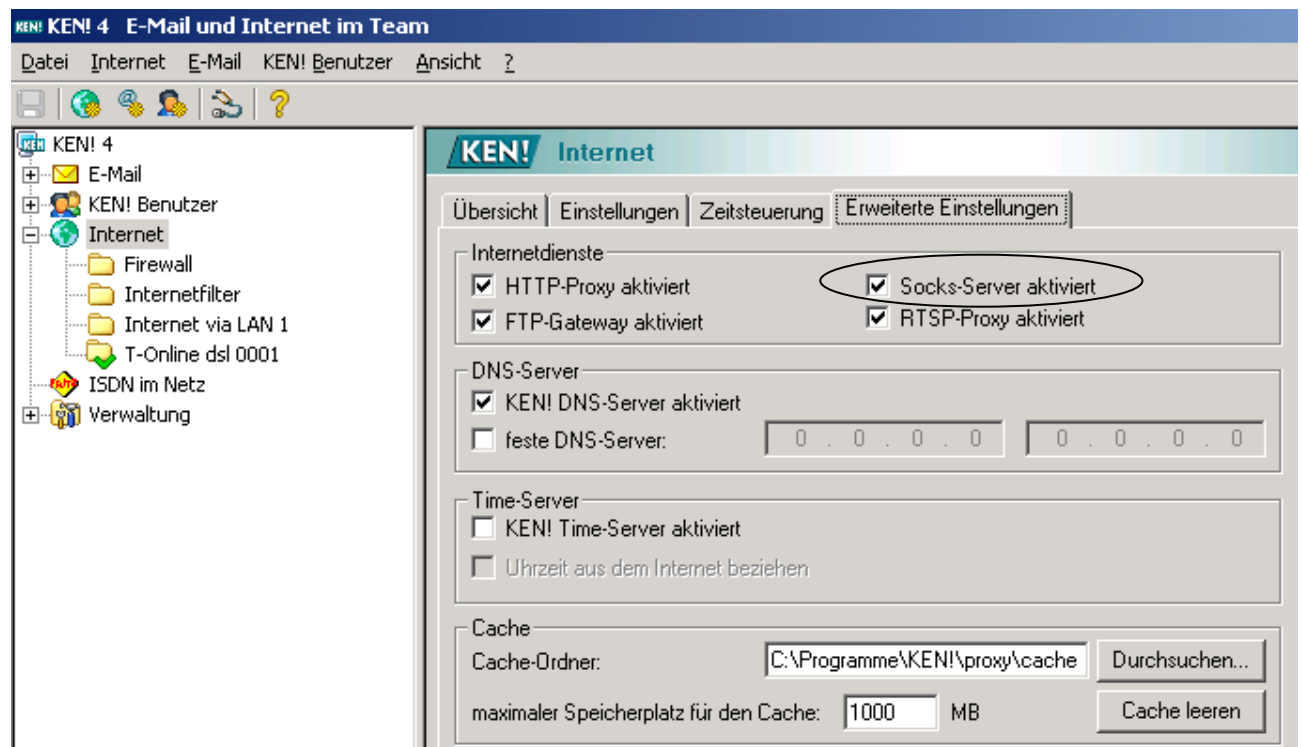 KEN! KEN! 4 E-Mail und Internet im Team
Datei Internet E-Mail KEN! Benutzer Ansicht ?
KEN! 4
E-Mail
KEN! Benutzer
Internet
Firewall
Internetfilter
Internet via LAN 1
T-Online dsl 0001
ISDN im Netz
Verwaltung
KEN! Internet
Übersicht Einstellungen Zeitsteuerung Erweiterte Einstellungen
Internetdienste
HTTP-Proxy aktiviert Socks-Server aktiviert
FTP-Gateway aktiviert RTSP-Proxy aktiviert
DNS-Server
KEN! DNS-Server aktiviert
feste DNS-Server: 0 . 0 . 0 . 0 0 . 0 . 0 . 0
Time-Server
KEN! Time-Server aktiviert
Uhrzeit aus dem Internet beziehen
Cache
Cache-Ordner: C:\Programme\KEN!\proxy\cache Durchsuchen...
maximaler Speicherplatz für den Cache: 1000 MB Cache leeren